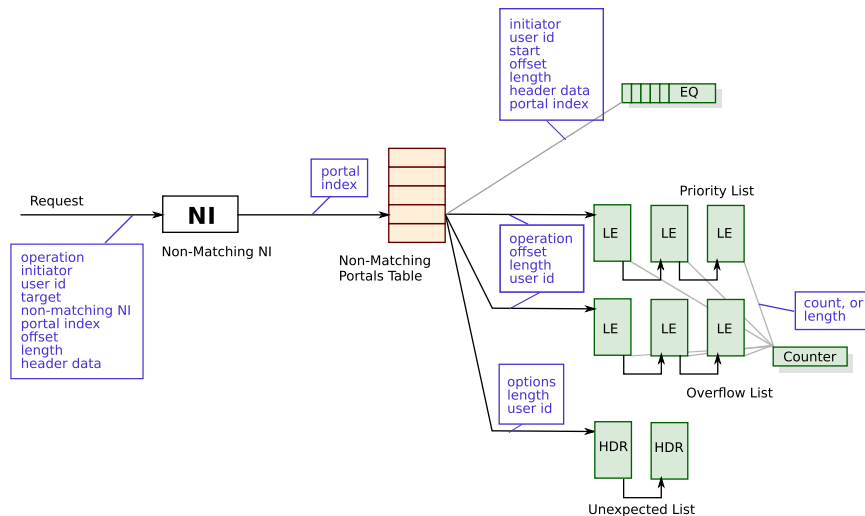 initiator
user id
start
offset
length
header data
portal index
EQ
portal
index
Request
NI
Non-Matching NI
operation
initiator
user id
target
non-matching NI
portal index
offset
length
header data
Non-Matching
Portals Table
Priority List
LE
LE
LE
operation
offset
length
user id
LE
LE
LE
count, or
length
Counter
Overflow List
options
length
user id
HDR
HDR
Unexpected List